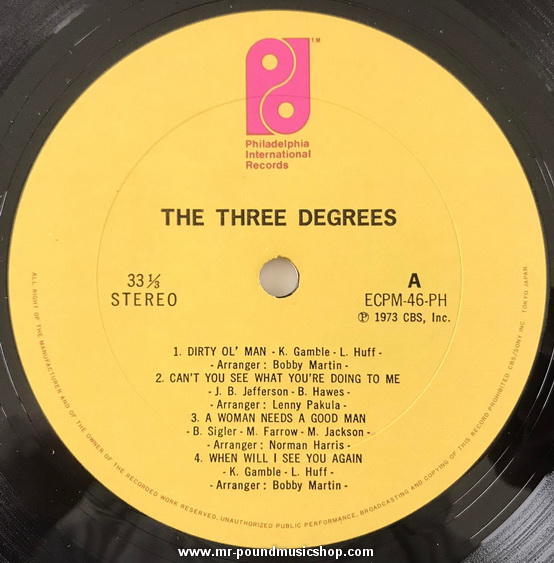 TM
Philadelphia
International
Records
THE THREE DEGREES
33 1/3
STEREO
A
ECPM-46-PH
℗ 1973 CBS, Inc.
1. DIRTY OL' MAN - K. Gamble - L. Huff -
- Arranger : Bobby Martin -
2. CAN'T YOU SEE WHAT YOU'RE DOING TO ME
- J. B. Jefferson - B. Hawes -
- Arranger : Lenny Pakula -
3. A WOMAN NEEDS A GOOD MAN
- B. Sigler - M. Farrow - M. Jackson -
- Arranger : Norman Harris -
4. WHEN WILL I SEE YOU AGAIN
- K. Gamble - L. Huff -
- Arranger : Bobby Martin -
ALL RIGHT OF THE MANUFACTURER AND OF THE OWNER OF THE RECORDED WORK RESERVED. UNAUTHORIZED PUBLIC PERFORMANCE, BROADCASTING AND COPYING OF THIS RECORD PROHIBITED CBS/SONY INC. TOKYO JAPAN
www.mr-poundmusicshop.com